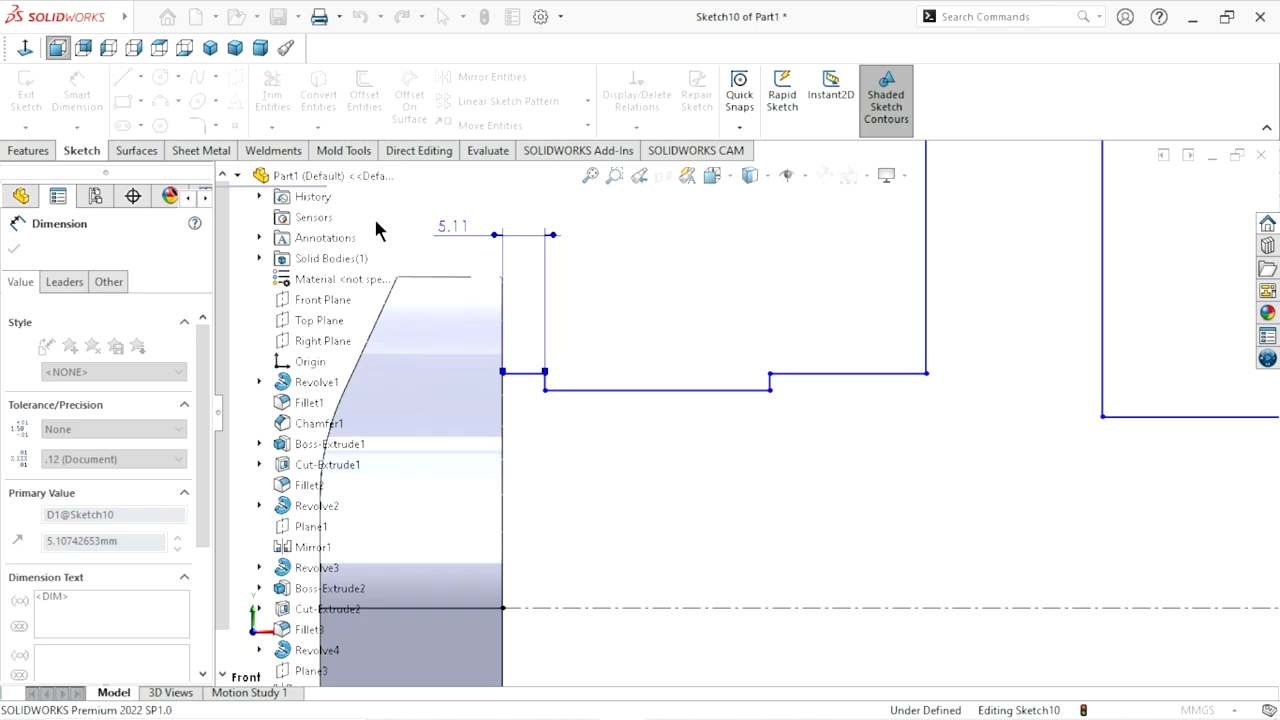 SOLIDWORKS
Sketch10 of Part1 *
Search Commands
Exit Sketch
Smart Dimension
Trim Entities
Convert Entities
Offset Entities
Offset On Surface
Mirror Entities
Linear Sketch Pattern
Move Entities
Display/Delete Relations
Repair Sketch
Quick Snaps
Rapid Sketch
Instant2D
Shaded Sketch Contours
Features
Sketch
Surfaces
Sheet Metal
Weldments
Mold Tools
Direct Editing
Evaluate
SOLIDWORKS Add-Ins
SOLIDWORKS CAM
Dimension
Value
Leaders
Other
Style
<NONE>
Tolerance/Precision
None
.12 (Document)
Primary Value
D1@Sketch10
5.10742653mm
Dimension Text
<DIM>
Part1 (Default) <<Defa...
History
Sensors
Annotations
Solid Bodies(1)
Material <not spe...
Front Plane
Top Plane
Right Plane
Origin
Revolve1
Fillet1
Chamfer1
Boss-Extrude1
Cut-Extrude1
Fillet2
Revolve2
Plane1
Mirror1
Revolve3
Boss-Extrude2
Cut-Extrude2
Fillet3
Revolve4
Plane3
5.11
Y
Front
Model
3D Views
Motion Study 1
SOLIDWORKS Premium 2022 SP1.0
Under Defined
Editing Sketch10
MMGS